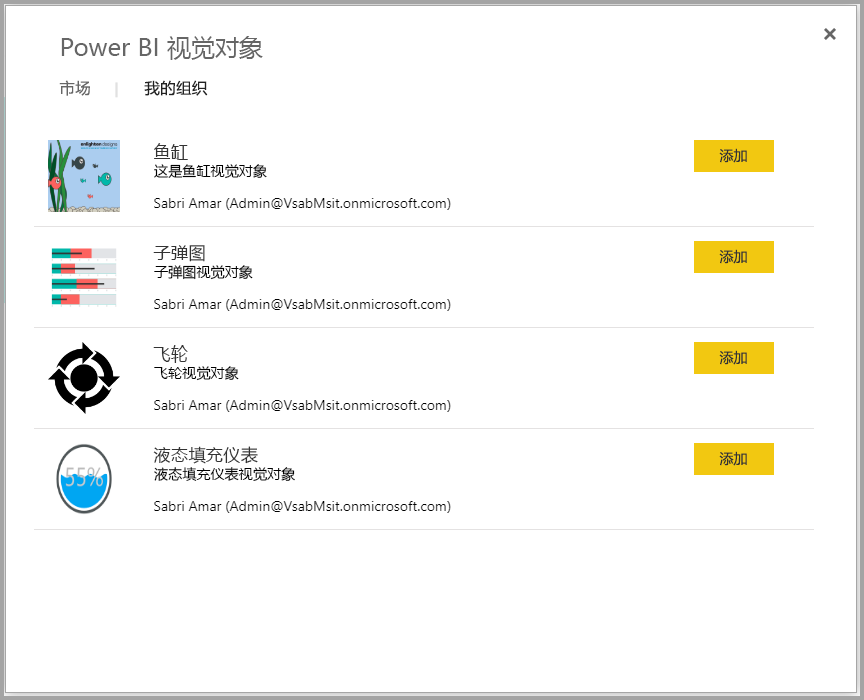 Power BI 视觉对象
市场 | 我的组织
enlighten designs
鱼缸
这是鱼缸视觉对象
Sabri Amar (Admin@VsabMsit.onmicrosoft.com)
添加
子弹图
子弹图视觉对象
Sabri Amar (Admin@VsabMsit.onmicrosoft.com)
添加
飞轮
飞轮视觉对象
Sabri Amar (Admin@VsabMsit.onmicrosoft.com)
添加
55%
液态填充仪表
液态填充仪表视觉对象
Sabri Amar (Admin@VsabMsit.onmicrosoft.com)
添加